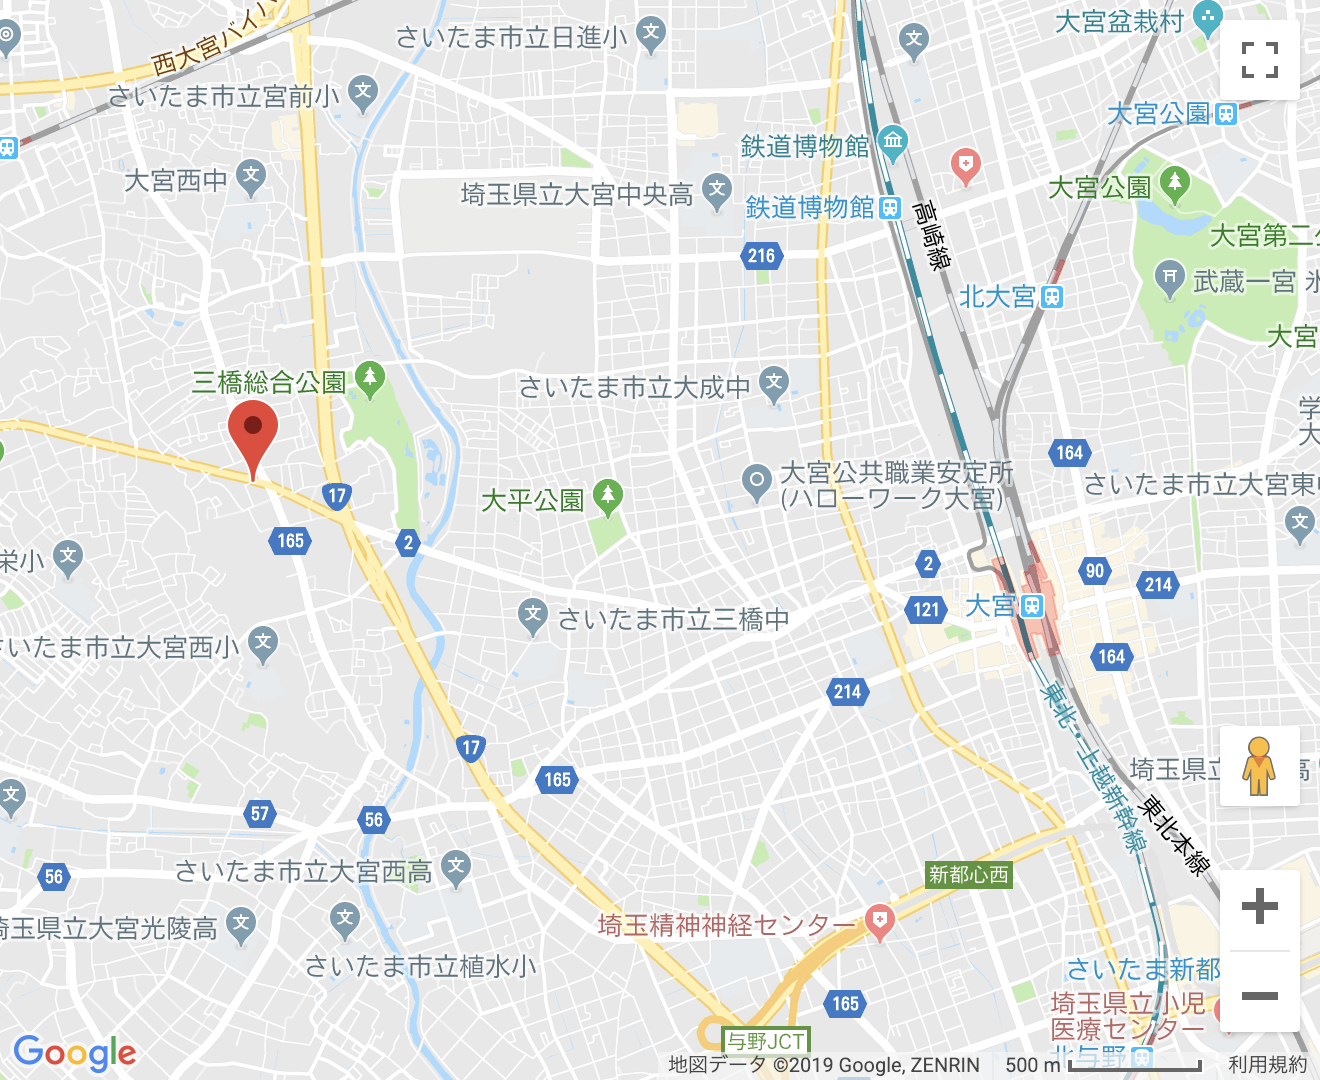 大宮盆栽村
さいたま市立日進小
西大宮バイパ
さいたま市立宮前小
大宮公園
鉄道博物館
大宮西中
埼玉県立大宮中央高
大宮公園
鉄道博物館
高崎線
大宮第二公
216
武蔵一宮 氷
北大宮
大宮
三橋総合公園
さいたま市立大成中
学
大
164
大宮公共職業安定所
(ハローワーク大宮)
さいたま市立大宮東中
17
大平公園
165
2
栄小
2
90
214
大宮
121
さいたま市立三橋中
さいたま市立大宮西小
164
214
東北・上越新幹線
17
165
埼玉県立
高
57
56
東北本線
56
さいたま市立大宮西高
新都心西
埼玉県立大宮光陵高
埼玉精神神経センター
さいたま市立植水小
さいたま新都
165
埼玉県立小児
医療センター
与野JCT
北与野
Google
地図データ ©2019 Google, ZENRIN
500 m
利用規約